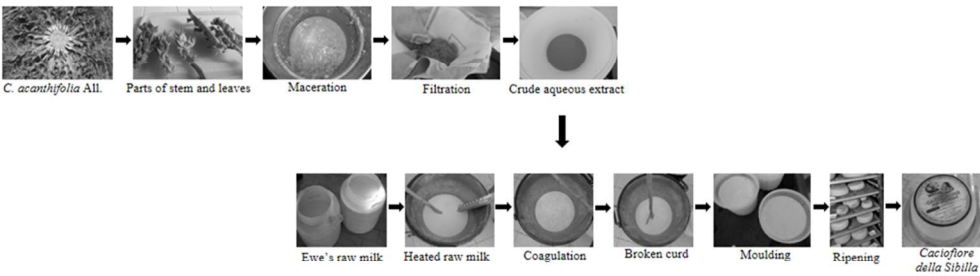 C. acanthifolia All.
Parts of stem and leaves
Maceration
Filtration
Crude aqueous extract
Ewe's raw milk
Heated raw milk
Coagulation
Broken curd
Moulding
Ripening
Caciofiore
della Sibilla